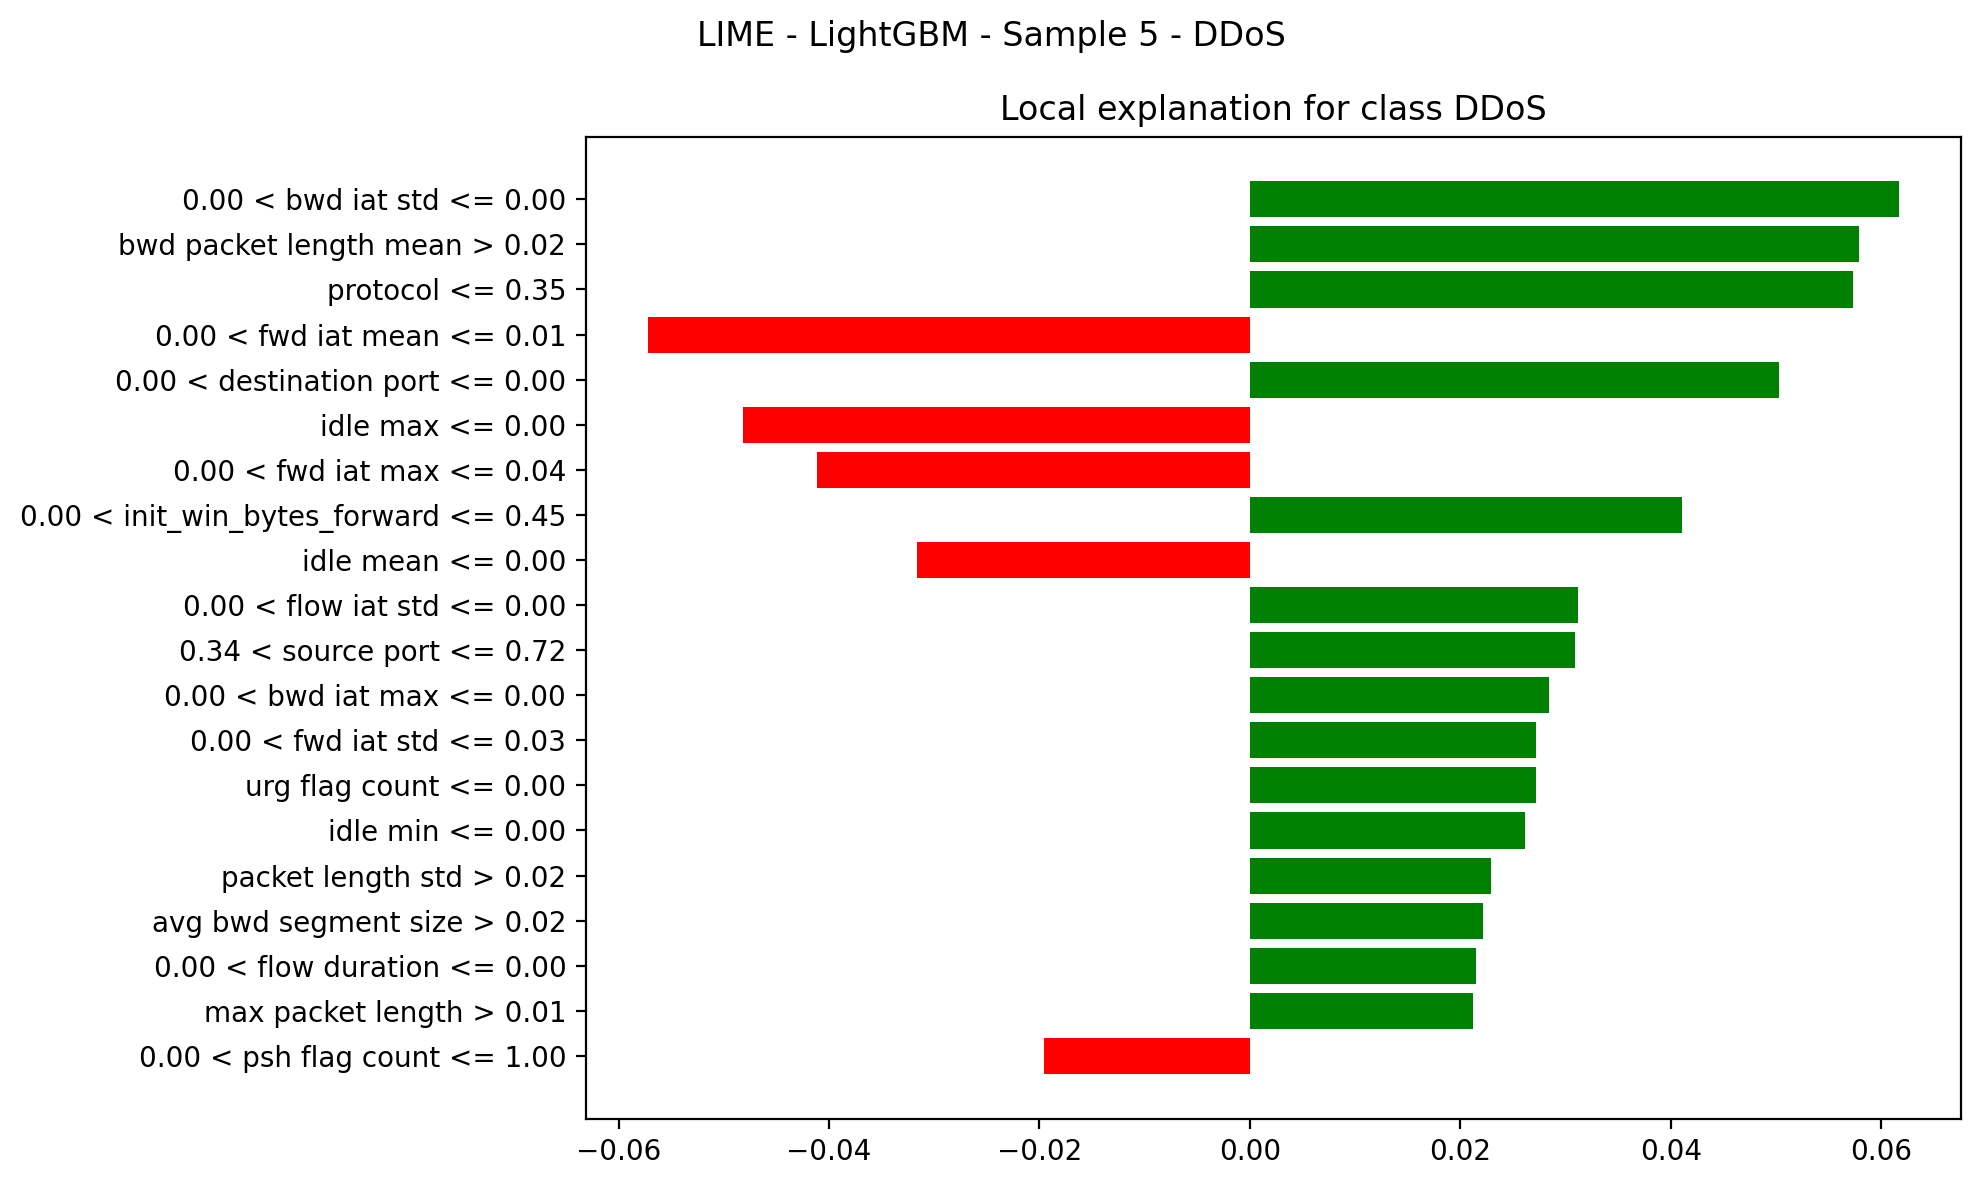 LIME - LightGBM - Sample 5 - DDoS
Local explanation for class DDoS
0.00 < bwd iat std <= 0.00
bwd packet length mean > 0.02
protocol <= 0.35
0.00 < fwd iat mean <= 0.01
0.00 < destination port <= 0.00
idle max <= 0.00
0.00 < fwd iat max <= 0.04
0.00 < init_win_bytes_forward <= 0.45
idle mean <= 0.00
0.00 < flow iat std <= 0.00
0.34 < source port <= 0.72
0.00 < bwd iat max <= 0.00
0.00 < fwd iat std <= 0.03
urg flag count <= 0.00
idle min <= 0.00
packet length std > 0.02
avg bwd segment size > 0.02
0.00 < flow duration <= 0.00
max packet length > 0.01
0.00 < psh flag count <= 1.00
−0.06 −0.04 −0.02 0.00 0.02 0.04 0.06